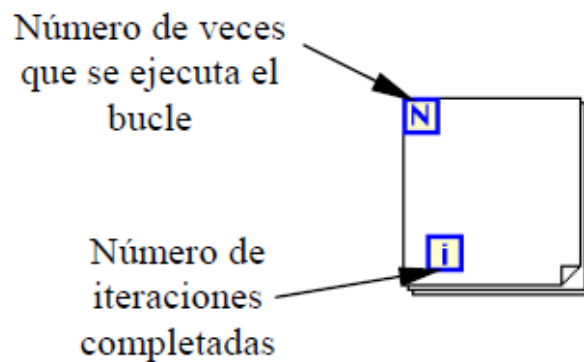 Número de veces
que se ejecuta el
bucle
N
i
Número de
iteraciones
completadas